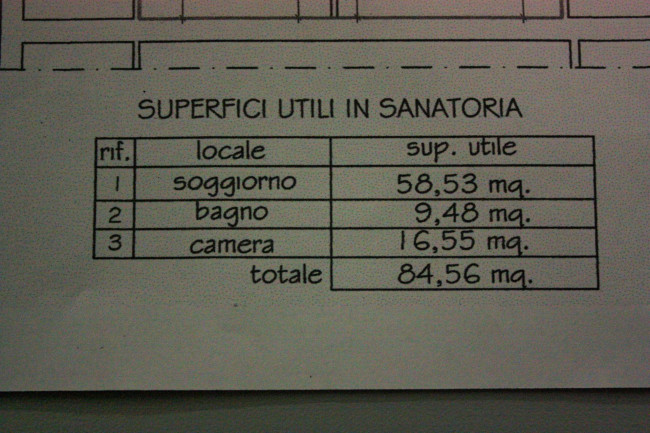 SUPERFICI UTILI IN SANATORIA
rif. locale sup. utile
1 soggiorno 58,53 mq.
2 bagno 9,48 mq.
3 camera 16,55 mq.
totale 84,56 mq.